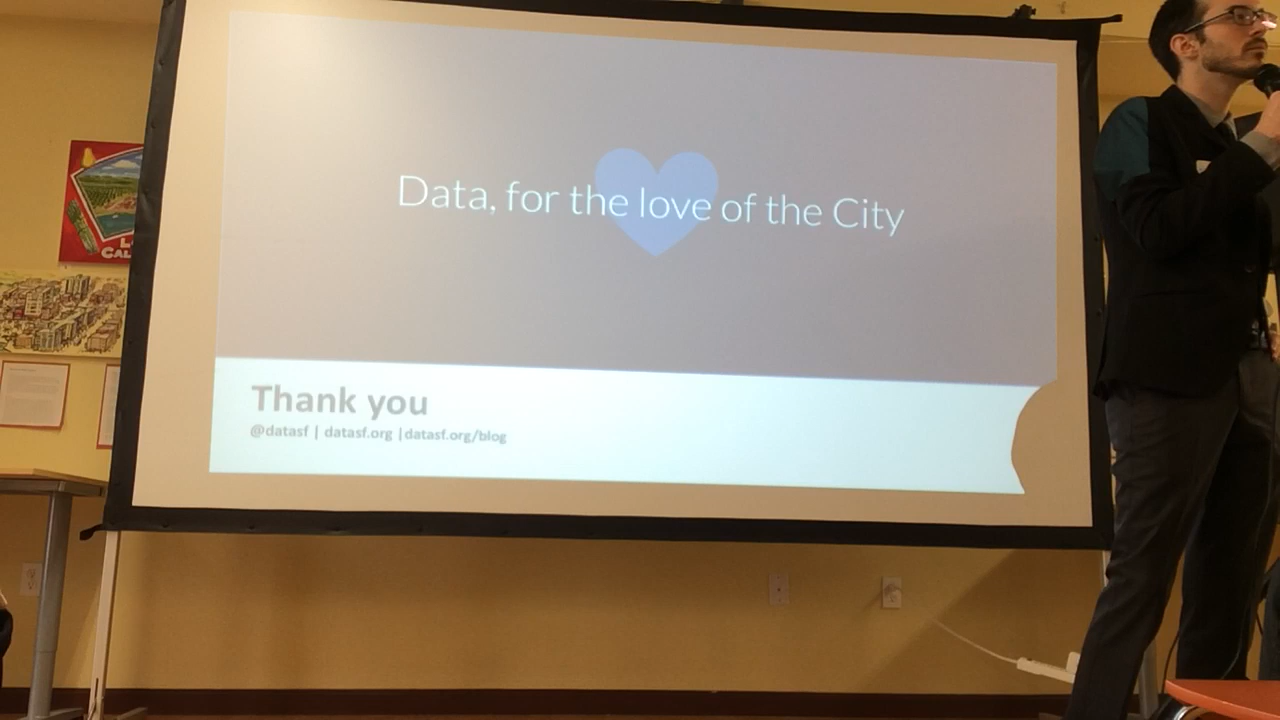 Data, for the love of the City
Thank you
@datasf | datasf.org |datasf.org/blog